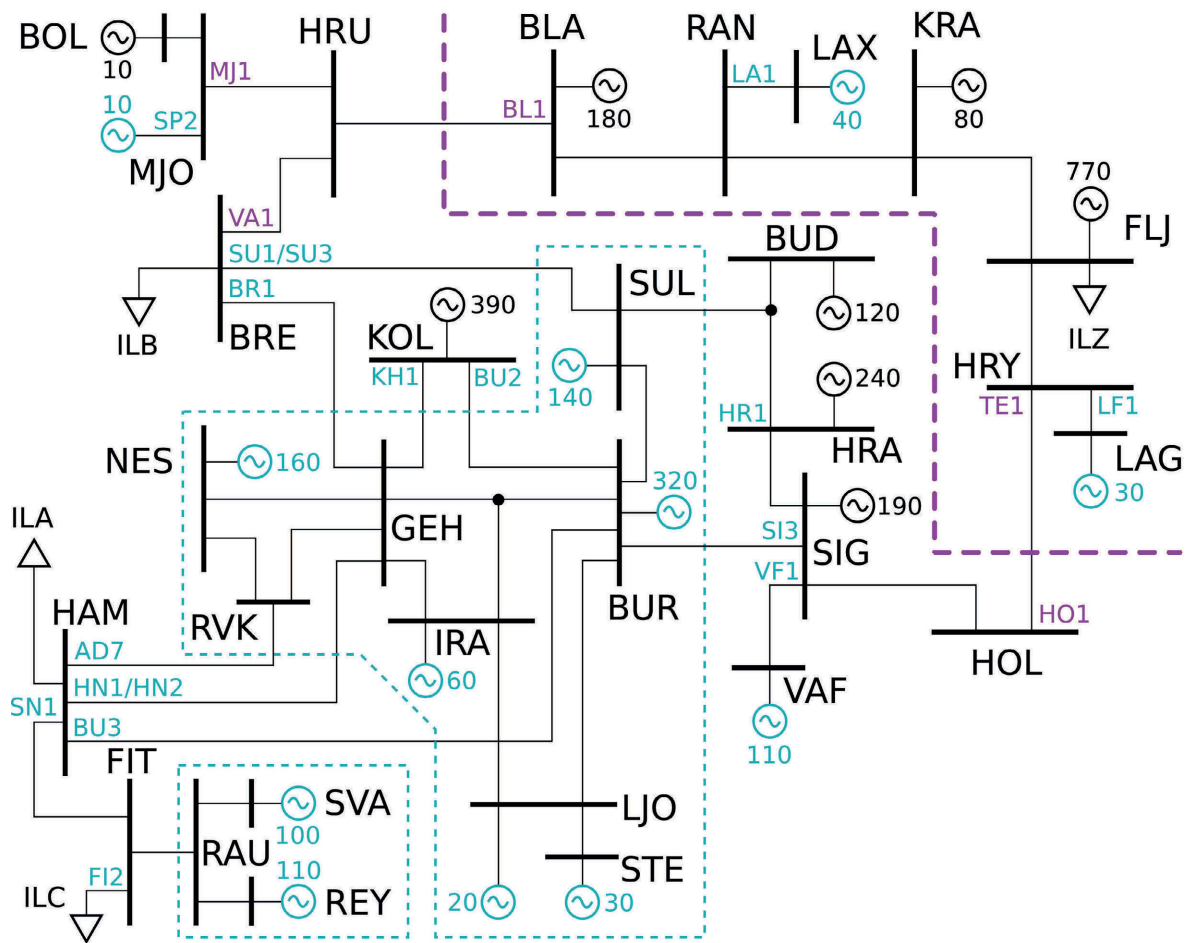 BOL
10
10
SP2
MJO
MJ1
HRU
BL1
BLA
180
RAN
LA1
LAX
40
KRA
80
770
FLJ
ILZ
VA1
SU1/SU3
BR1
BRE
ILB
KOL
390
KH1
BU2
SUL
140
BUD
120
240
HR1
HRA
HRY
TE1
LF1
LAG
30
NES
160
GEH
320
BUR
190
SI3
SIG
VF1
ILA
HAM
RVK
IRA
60
HO1
HOL
VAF
110
AD7
HN1/HN2
SN1
BU3
FIT
SVA
100
RAU
110
REY
FI2
ILC
LJO
STE
20
30